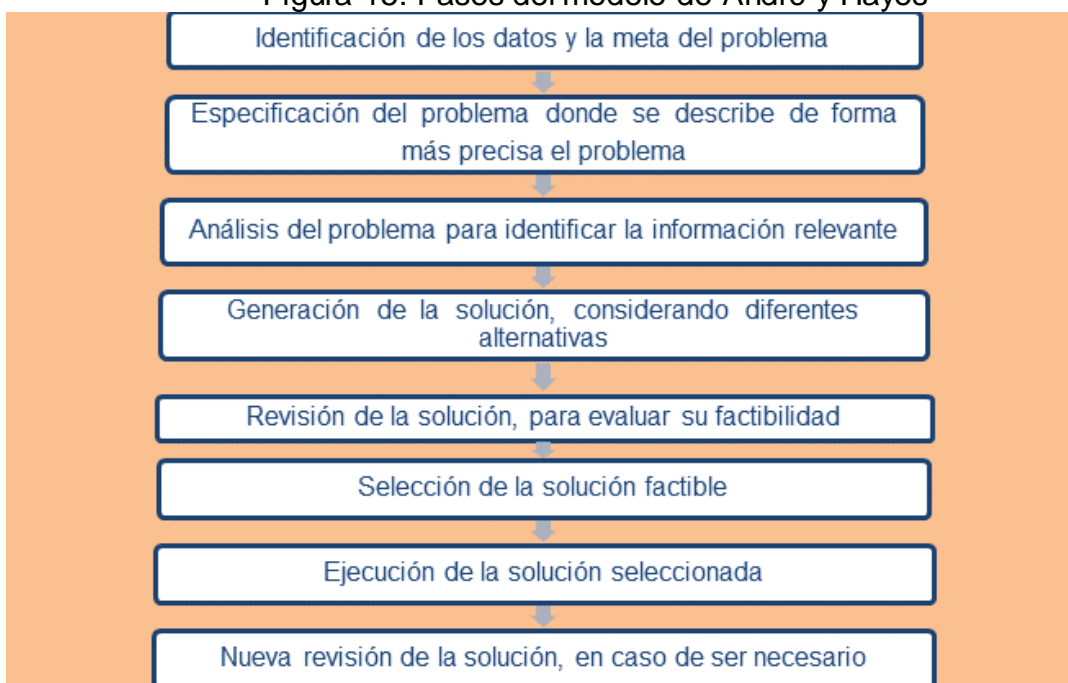 Figura 18. Pasos del modelo de Andre y Hayes
Identificación de los datos y la meta del problema
Especificación del problema donde se describe de forma
más precisa el problema
Análisis del problema para identificar la información relevante
Generación de la solución, considerando diferentes
alternativas
Revisión de la solución, para evaluar su factibilidad
Selección de la solución factible
Ejecución de la solución seleccionada
Nueva revisión de la solución, en caso de ser necesario